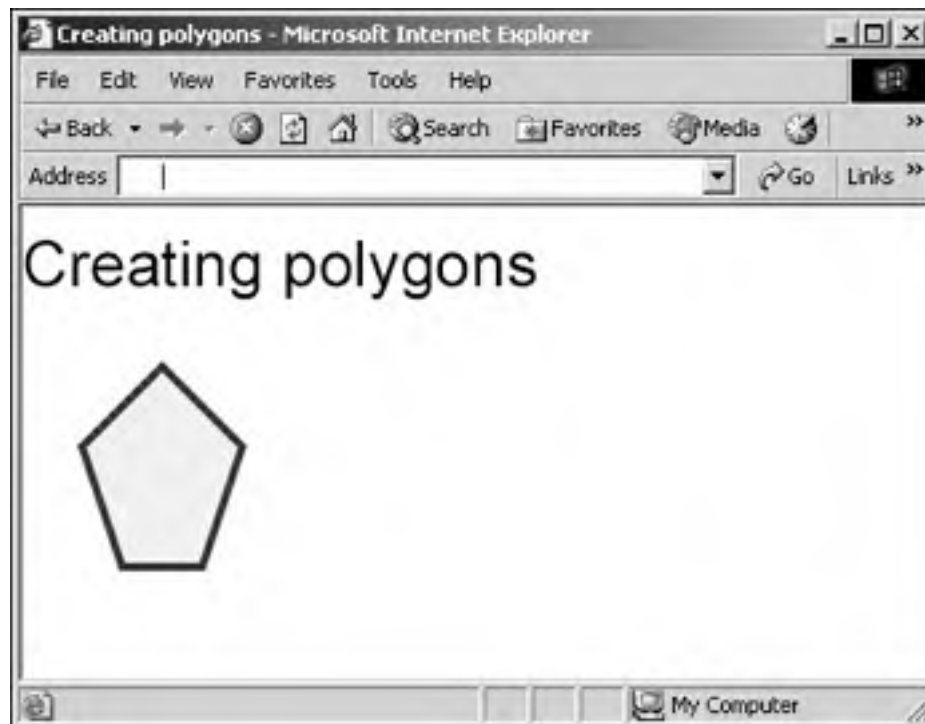 Creating polygons - Microsoft Internet Explorer
File Edit View Favorites Tools Help
Back Search Favorites Media »
Address Go Links »
Creating polygons
My Computer